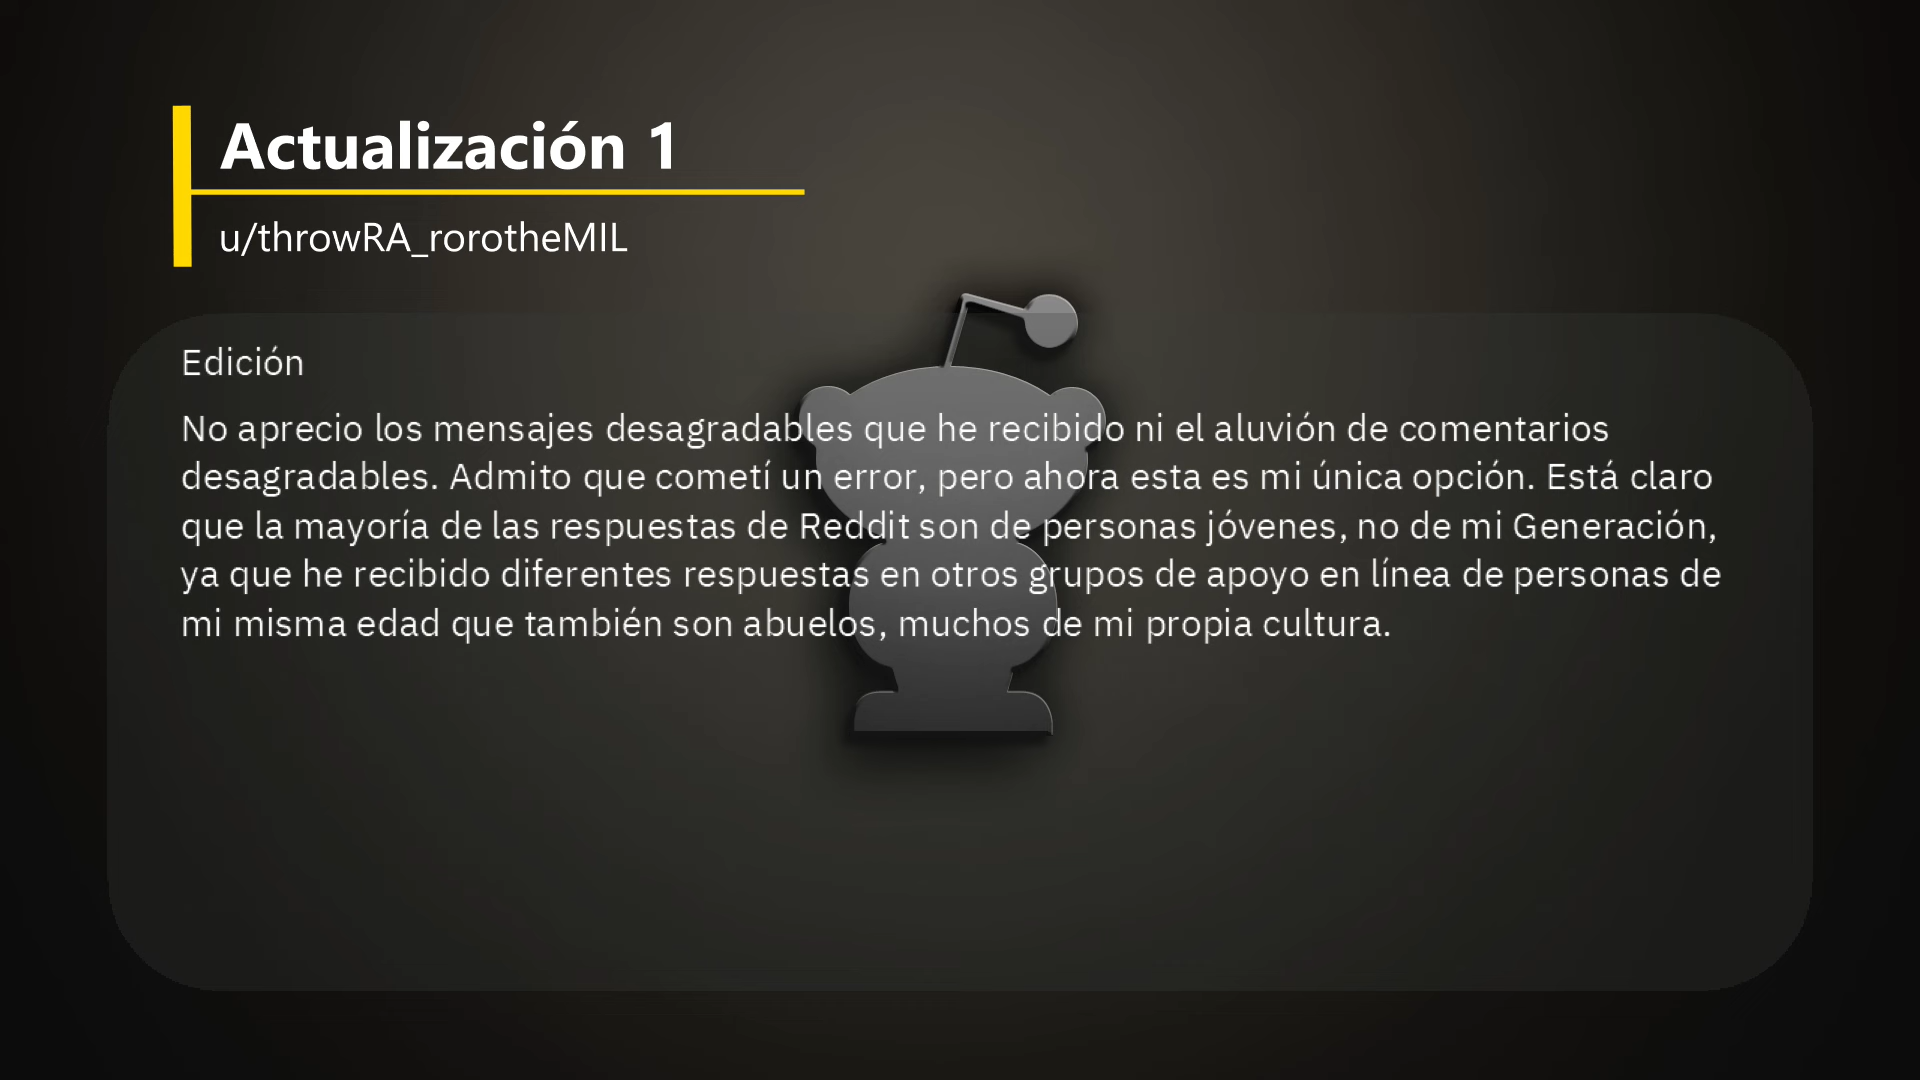 Actualización 1
u/throwRA_rorotheMIL
Edición
No aprecio los mensajes desagradables que he recibido ni el aluvión de comentarios
desagradables. Admito que cometí un error, pero ahora esta es mi única opción. Está claro
que la mayoría de las respuestas de Reddit son de personas jóvenes, no de mi Generación,
ya que he recibido diferentes respuestas en otros grupos de apoyo en línea de personas de
mi misma edad que también son abuelos, muchos de mi propia cultura.